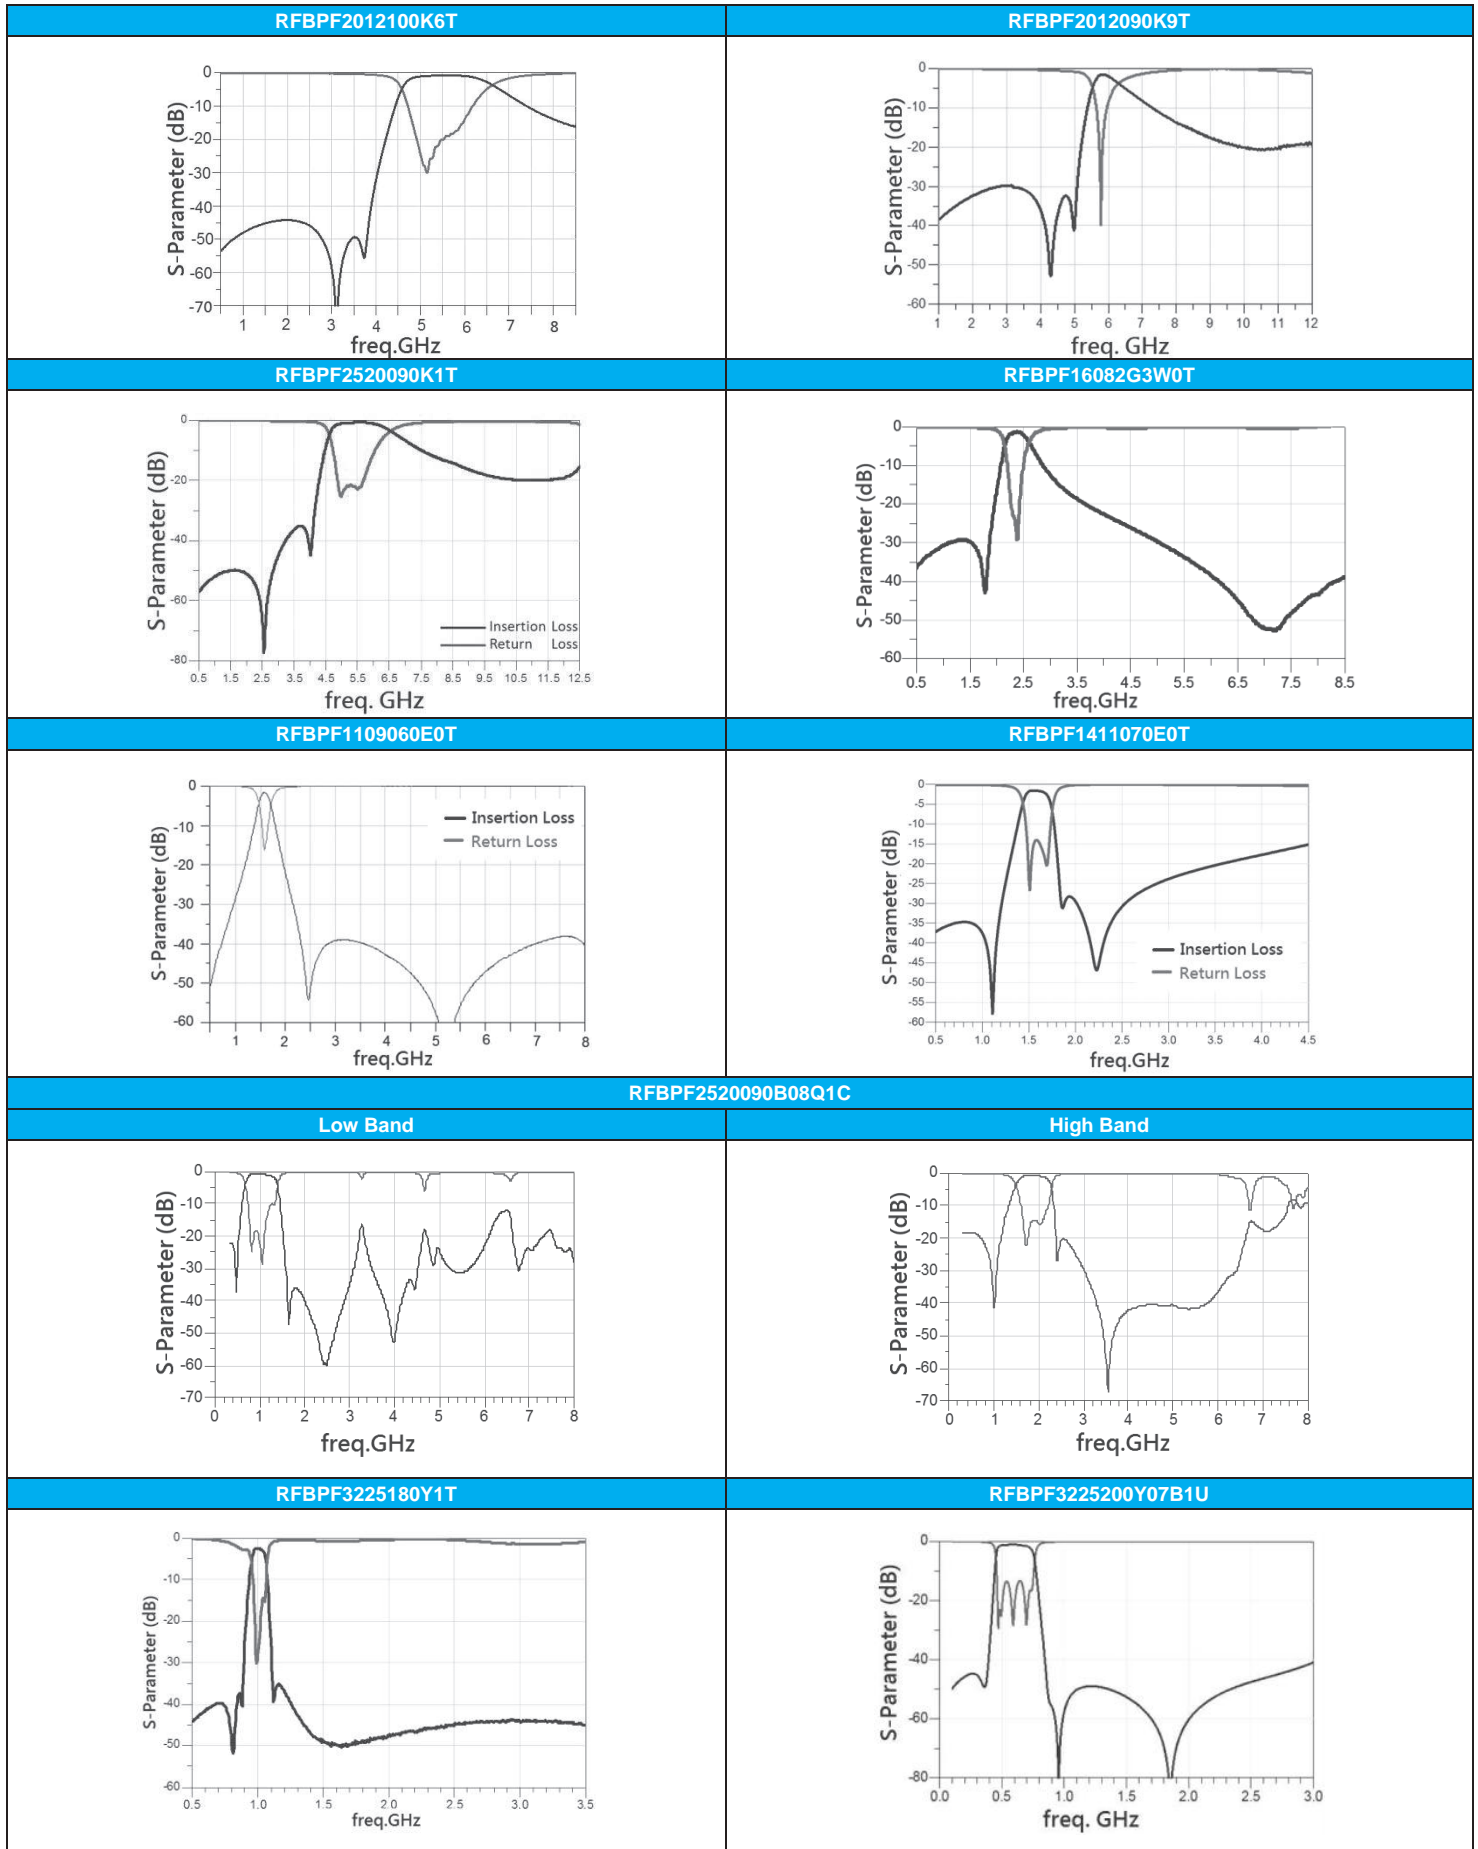 RFBPF2012100K6T
RFBPF2012090K9T
S-Parameter (dB)
0
-10
-20
-30
-40
-50
-60
-70
1 2 3 4 5 6 7 8
freq.GHz
S-Parameter (dB)
0
-10
-20
-30
-40
-50
-60
1 2 3 4 5 6 7 8 9 10 11 12
freq. GHz
RFBPF2520090K1T
RFBPF16082G3W0T
S-Parameter (dB)
0
-20
-40
-60
-80
Insertion Loss
Return Loss
0.5 1.5 2.5 3.5 4.5 5.5 6.5 7.5 8.5 9.5 10.5 11.5 12.5
freq. GHz
S-Parameter (dB)
0
-10
-20
-30
-40
-50
-60
0.5 1.5 2.5 3.5 4.5 5.5 6.5 7.5 8.5
freq.GHz
RFBPF1109060E0T
RFBPF1411070E0T
S-Parameter (dB)
0
-10
-20
-30
-40
-50
-60
Insertion Loss
Return Loss
1 2 3 4 5 6 7 8
freq.GHz
S-Parameter (dB)
0
-5
-10
-15
-20
-25
-30
-35
-40
-45
-50
-55
-60
Insertion Loss
Return Loss
0.5 1.0 1.5 2.0 2.5 3.0 3.5 4.0 4.5
freq.GHz
RFBPF2520090B08Q1C
Low Band
High Band
S-Parameter (dB)
0
-10
-20
-30
-40
-50
-60
-70
0 1 2 3 4 5 6 7 8
freq.GHz
S-Parameter (dB)
0
-10
-20
-30
-40
-50
-60
-70
0 1 2 3 4 5 6 7 8
freq.GHz
RFBPF3225180Y1T
RFBPF3225200Y07B1U
S-Parameter (dB)
0
-10
-20
-30
-40
-50
-60
0.5 1.0 1.5 2.0 2.5 3.0 3.5
freq.GHz
S-Parameter (dB)
0
-20
-40
-60
-80
0.0 0.5 1.0 1.5 2.0 2.5 3.0
freq. GHz